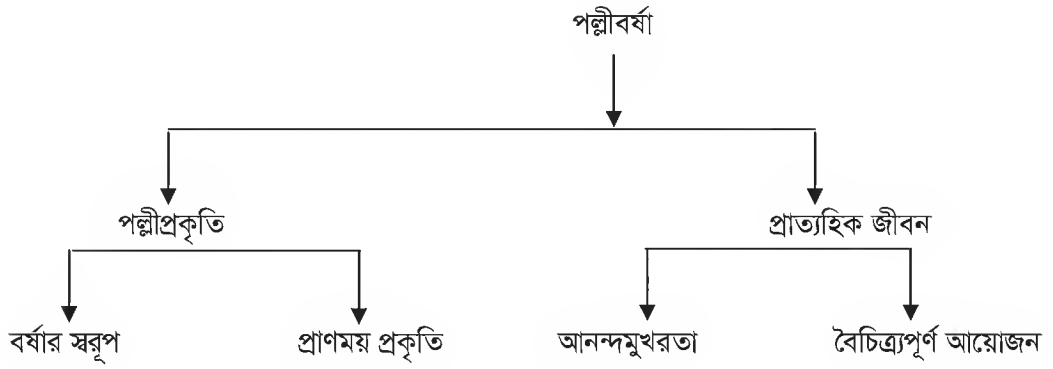 পল্লীবর্ষা
পল্লীপ্রকৃতি প্রাত্যহিক জীবন
বর্ষার স্বরূপ প্রাণময় প্রকৃতি আনন্দমুখরতা বৈচিত্র্যপূর্ণ আয়োজন